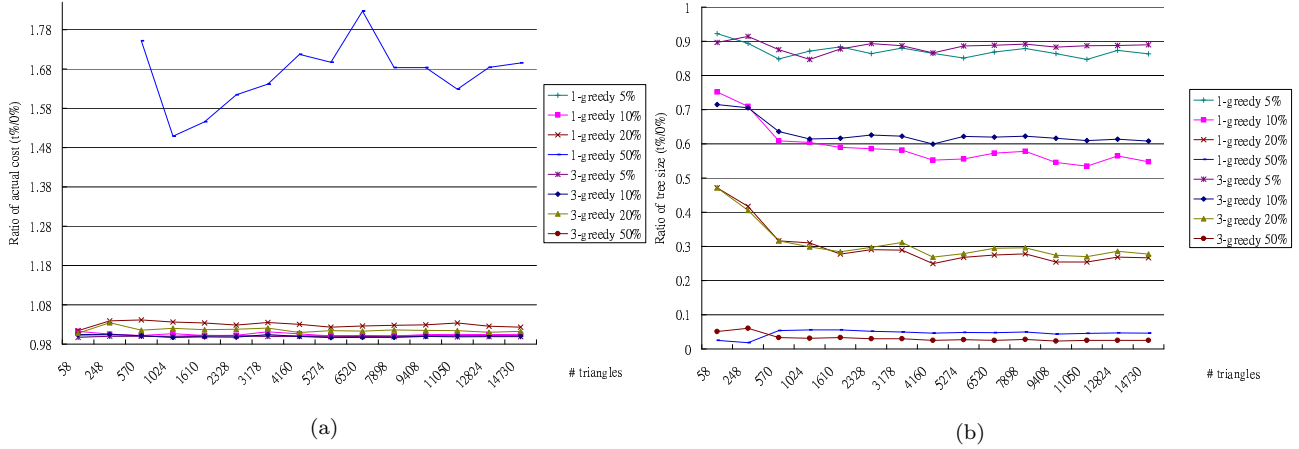 Ratio of actual cost (t%/0%)
1.78
1.68
1.58
1.48
1.38
1.28
1.18
1.08
0.98
58
248
570
1024
1610
2328
3178
4160
5274
6520
7898
9408
11050
12824
14730
# triangles
1-greedy 5%
1-greedy 10%
1-greedy 20%
1-greedy 50%
3-greedy 5%
3-greedy 10%
3-greedy 20%
3-greedy 50%
(a)
Ratio of tree size (t%/0%)
1
0.9
0.8
0.7
0.6
0.5
0.4
0.3
0.2
0.1
0
58
248
570
1024
1610
2328
3178
4160
5274
6520
7898
9408
11050
12824
14730
# triangles
1-greedy 5%
1-greedy 10%
1-greedy 20%
1-greedy 50%
3-greedy 5%
3-greedy 10%
3-greedy 20%
3-greedy 50%
(b)